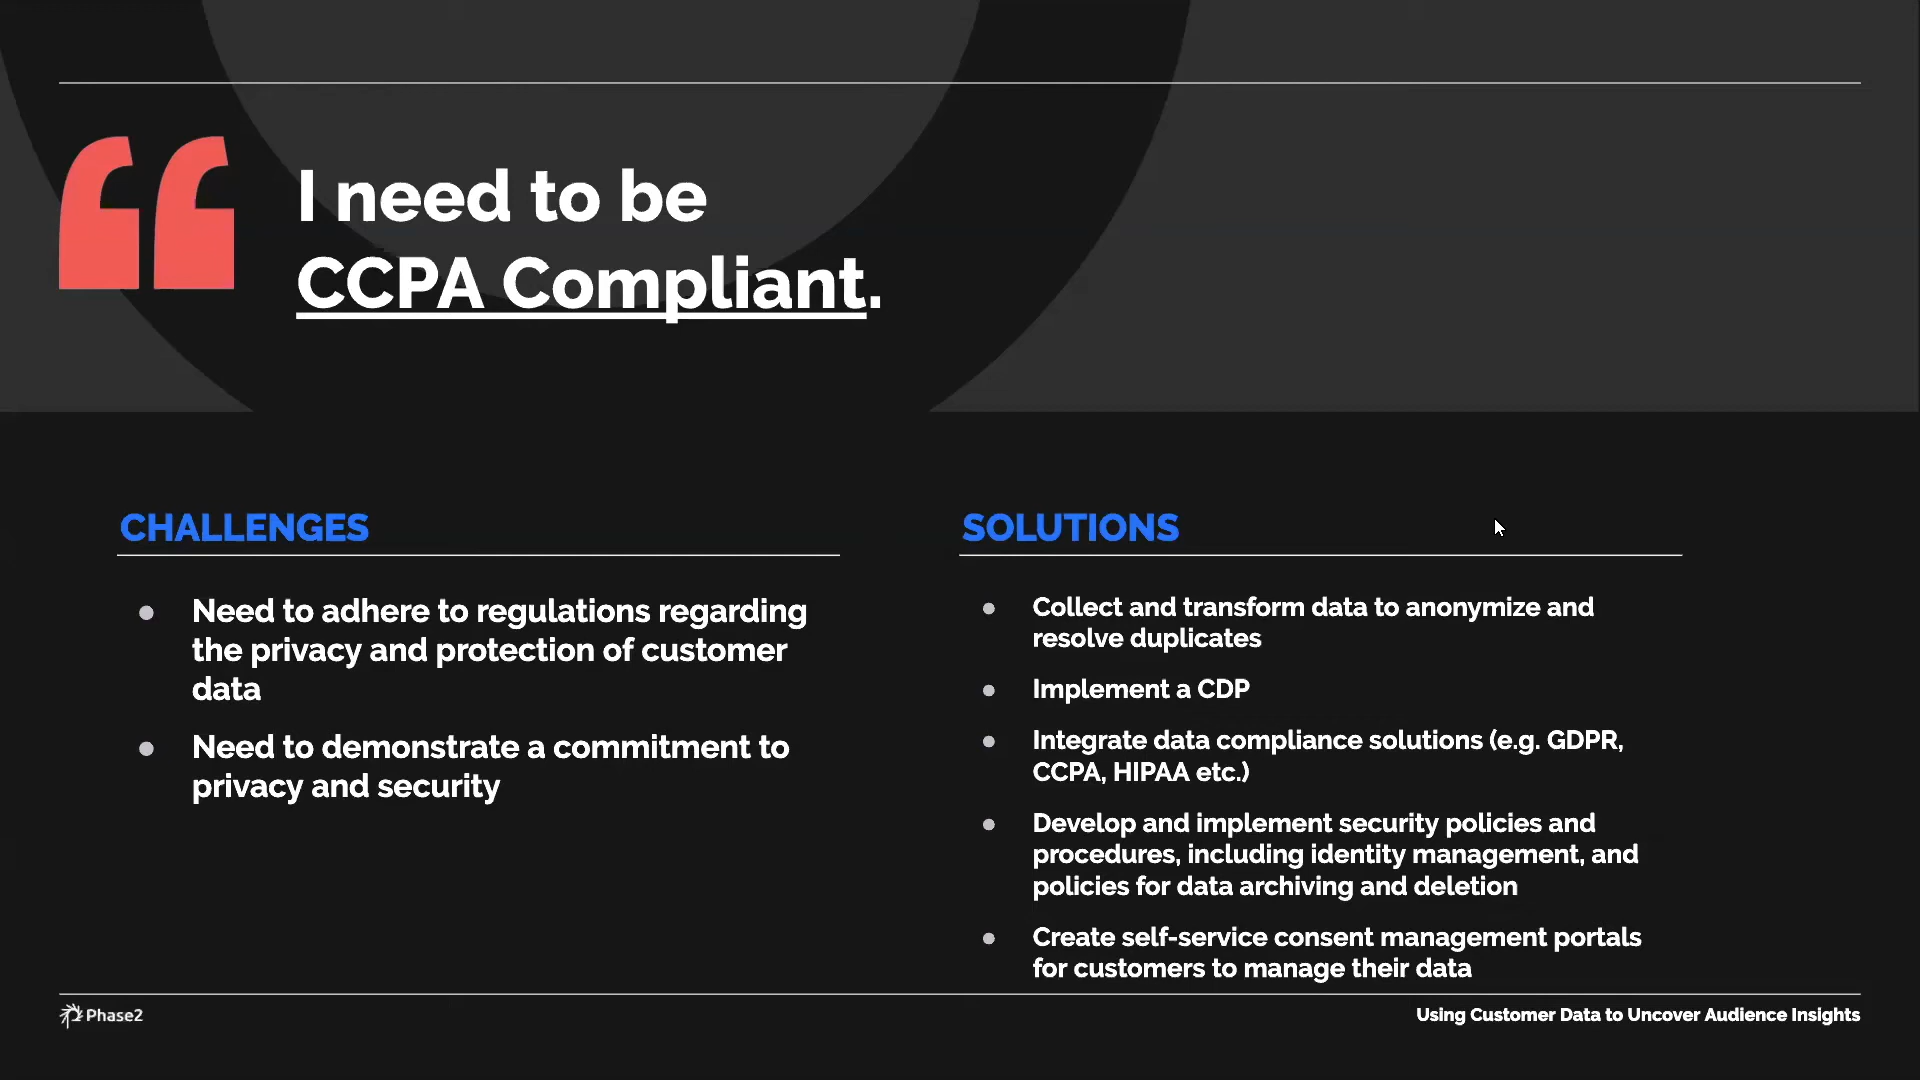 I need to be
CCPA Compliant.
CHALLENGES
● Need to adhere to regulations regarding
the privacy and protection of customer
data
● Need to demonstrate a commitment to
privacy and security
SOLUTIONS
● Collect and transform data to anonymize and
resolve duplicates
● Implement a CDP
● Integrate data compliance solutions (e.g. GDPR,
CCPA, HIPAA etc.)
● Develop and implement security policies and
procedures, including identity management, and
policies for data archiving and deletion
● Create self-service consent management portals
for customers to manage their data
Phase2
Using Customer Data to Uncover Audience Insights